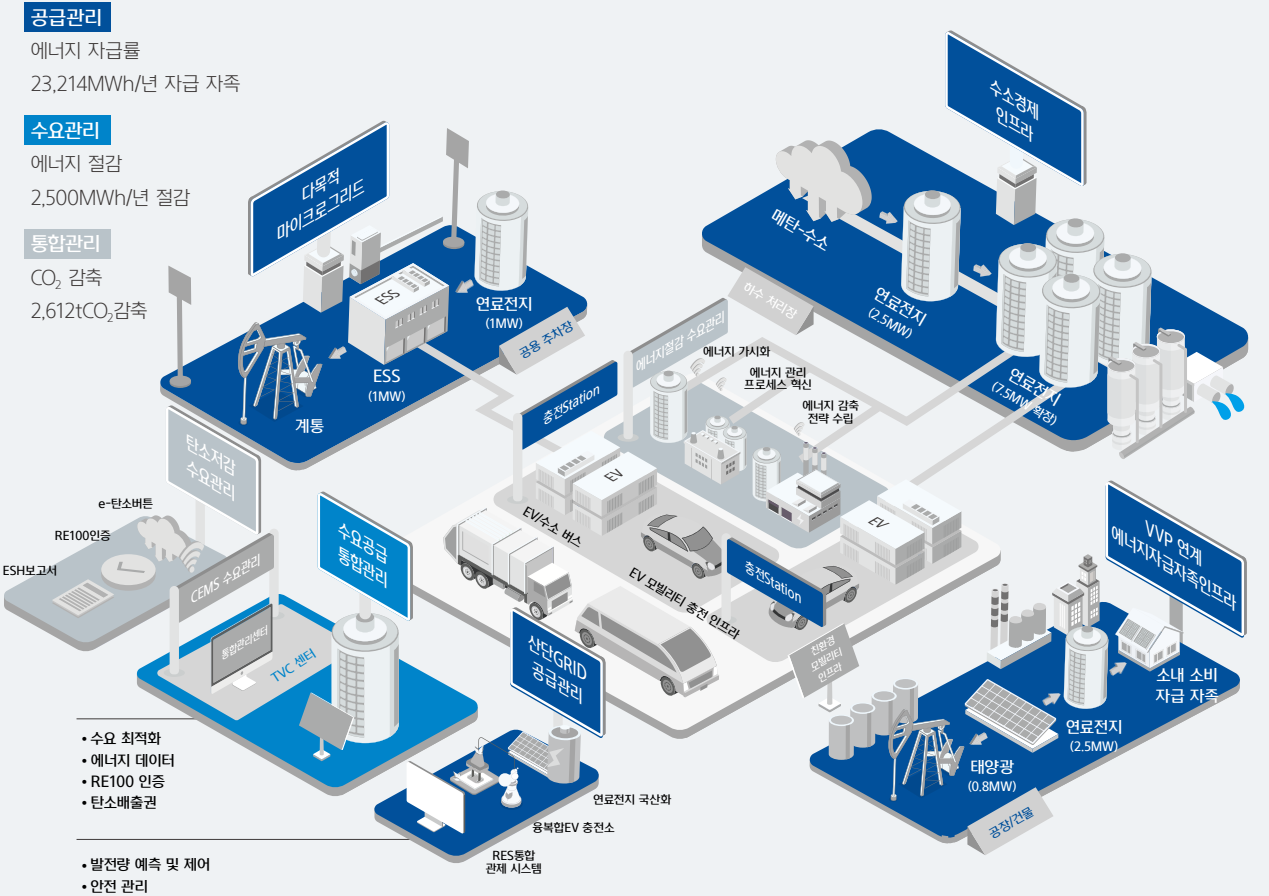 공급관리
에너지 자급률
23,214MWh/년 자급 자족
수요관리
에너지 절감
2,500MWh/년 절감
통합관리
CO₂ 감축
2,612tCO₂감축
다목적
마이크로그리드
연료전지
(1MW)
ESS
ESS
(1MW)
계통
공용 주차장
수소경제
인프라
메탄-수소
연료전지
(2.5MW)
연료전지
(7.5MW 확장)
하수 처리장
에너지절감 수요관리
에너지 가시화
에너지 관리
프로세스 혁신
에너지 감축
전략 수립
충전Station
EV
EV/수소 버스
EV
EV 모빌리티 충전 인프라
충전Station
친환경
모빌리티
인프라
탄소저감
수요관리
e-탄소버튼
RE100인증
ESH보고서
CEMS 수요관리
통합관리센터
TVC 센터
수요공급
통합관리
산단GRID
공급관리
연료전지 국산화
융복합EV 충전소
RES통합
관제 시스템
VVP 연계
에너지자급자족인프라
소내 소비
자급 자족
연료전지
(2.5MW)
태양광
(0.8MW)
공장/건물
• 수요 최적화
• 에너지 데이터
• RE100 인증
• 탄소배출권
• 발전량 예측 및 제어
• 안전 관리